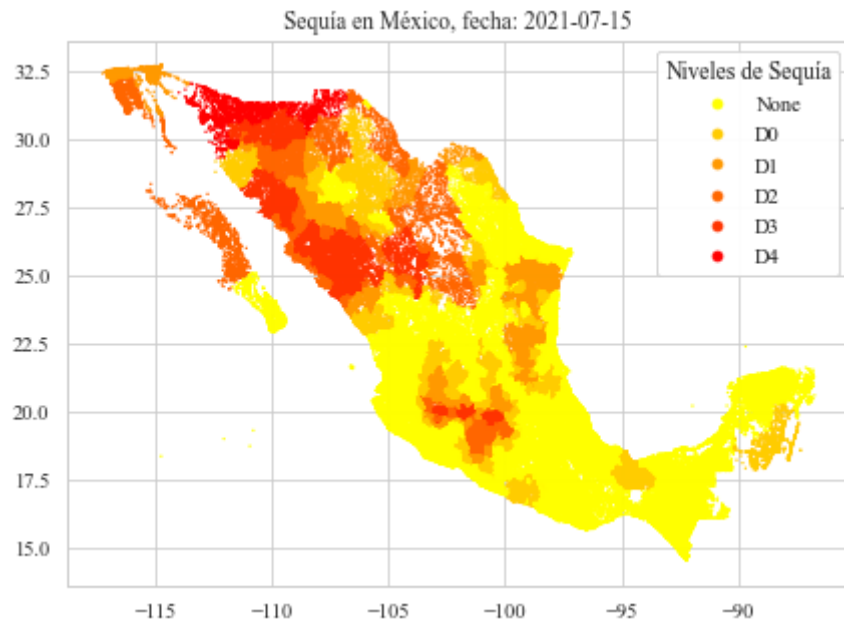 Sequía en México, fecha: 2021-07-15
Niveles de Sequía
None
D0
D1
D2
D3
D4
32.5
30.0
27.5
25.0
22.5
20.0
17.5
15.0
−115
−110
−105
−100
−95
−90